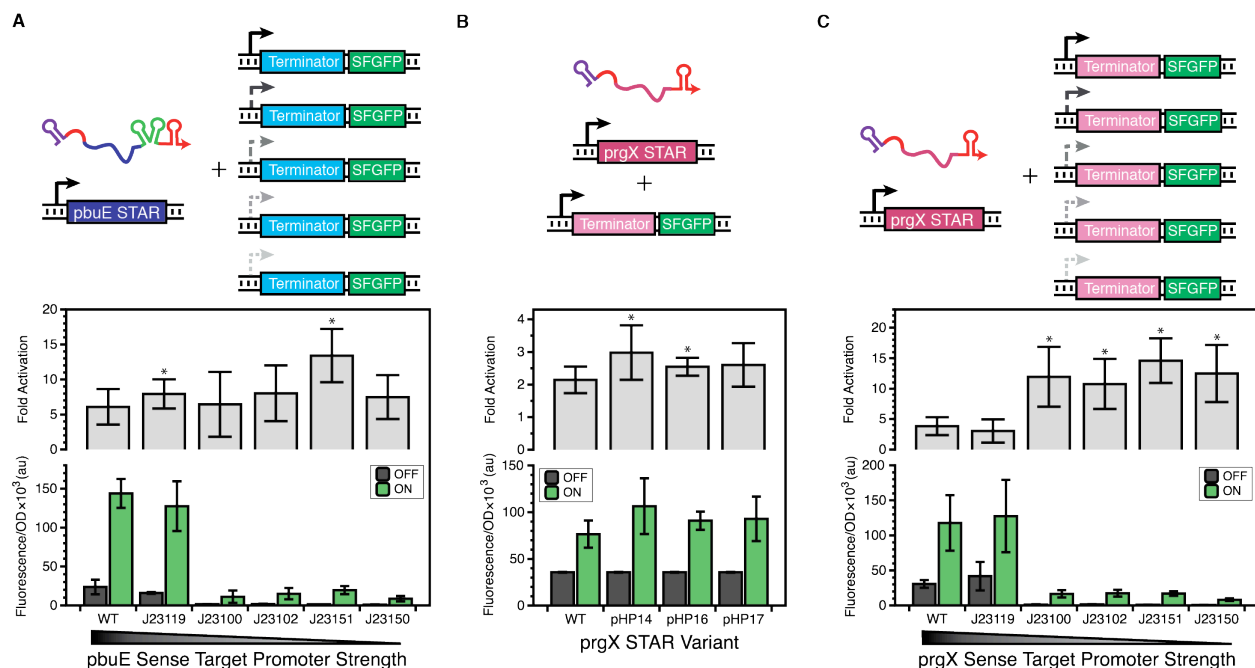 A
Terminator SFGFP
Terminator SFGFP
Terminator SFGFP
Terminator SFGFP
Terminator SFGFP
+
pbuE STAR
Fold Activation
20
15
10
5
0
*
*
Fluorescence/OD×10³ (au)
150
100
50
0
OFF
ON
WT J23119 J23100 J23102 J23151 J23150
pbuE Sense Target Promoter Strength
B
prgX STAR
+
Terminator SFGFP
Fold Activation
4
3
2
1
0
*
*
Fluorescence/OD×10³ (au)
150
100
50
0
OFF
ON
WT pHP14 pHP16 pHP17
prgX STAR Variant
C
Terminator SFGFP
Terminator SFGFP
Terminator SFGFP
Terminator SFGFP
Terminator SFGFP
+
prgX STAR
Fold Activation
20
15
10
5
0
*
*
*
*
Fluorescence/OD×10³ (au)
200
150
100
50
0
OFF
ON
WT J23119 J23100 J23102 J23151 J23150
prgX Sense Target Promoter Strength